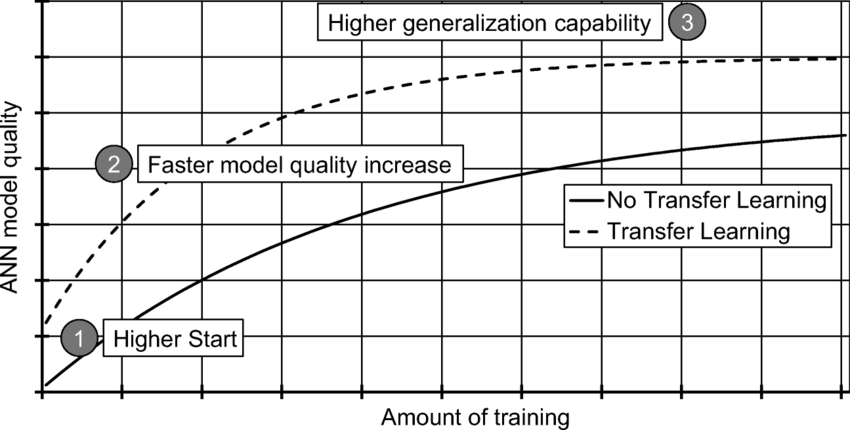 Higher generalization capability 3
2 Faster model quality increase
No Transfer Learning
Transfer Learning
1 Higher Start
ANN model quality
Amount of training